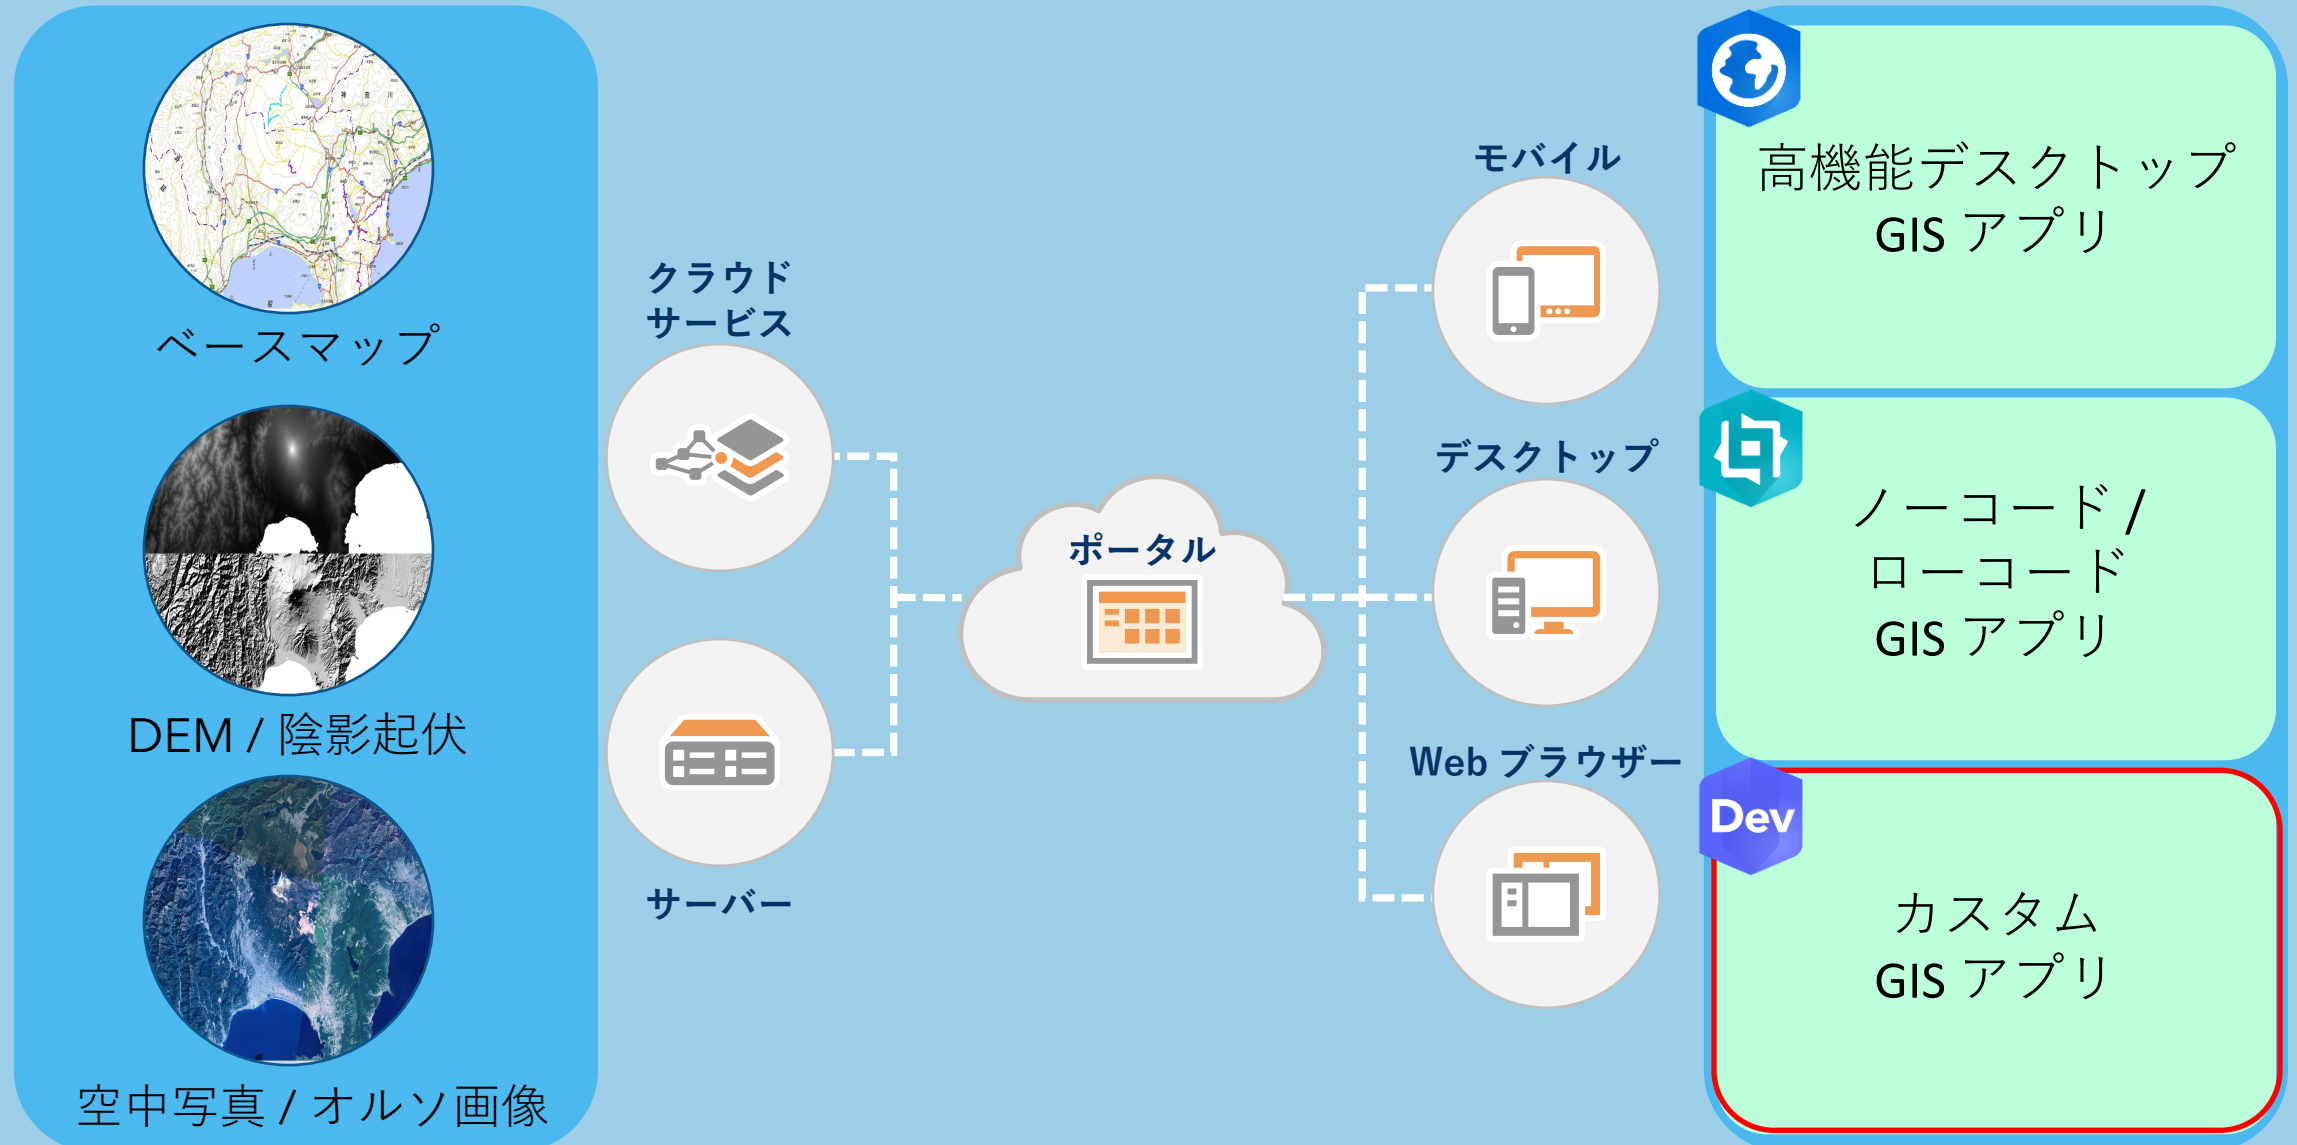 ベースマップ
DEM / 陰影起伏
空中写真 / オルソ画像
クラウド
サービス
サーバー
ポータル
モバイル
デスクトップ
Web ブラウザー
高機能デスクトップ
GIS アプリ
ノーコード /
ローコード
GIS アプリ
Dev
カスタム
GIS アプリ